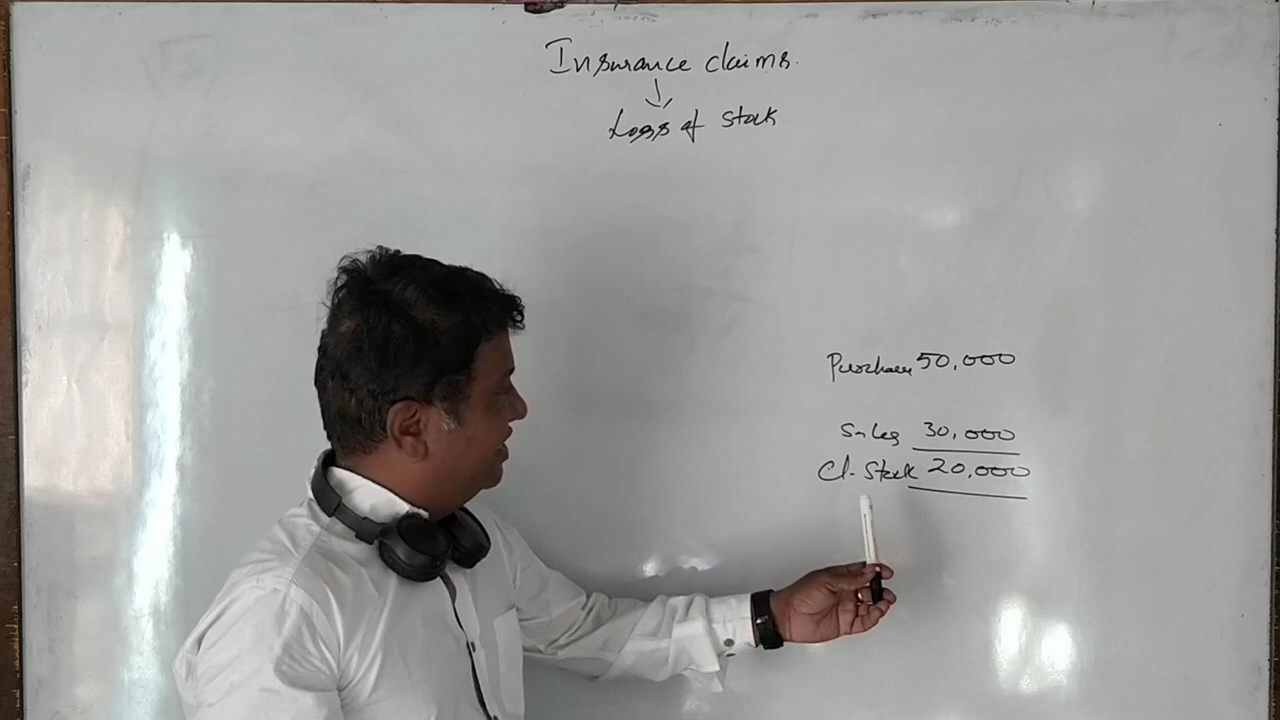 Insurance claims.
Loss of stock
Purchases 50,000
Sales 30,000
Cl. Stock 20,000